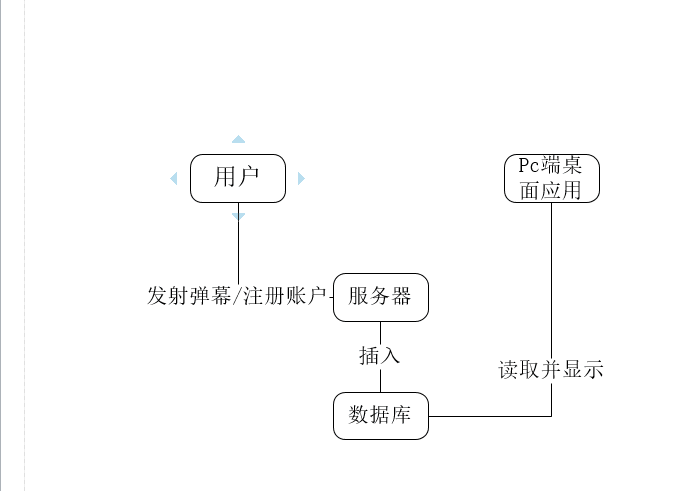 用户
Pc端桌
面应用
发射弹幕/注册账户
服务器
插入
读取并显示
数据库